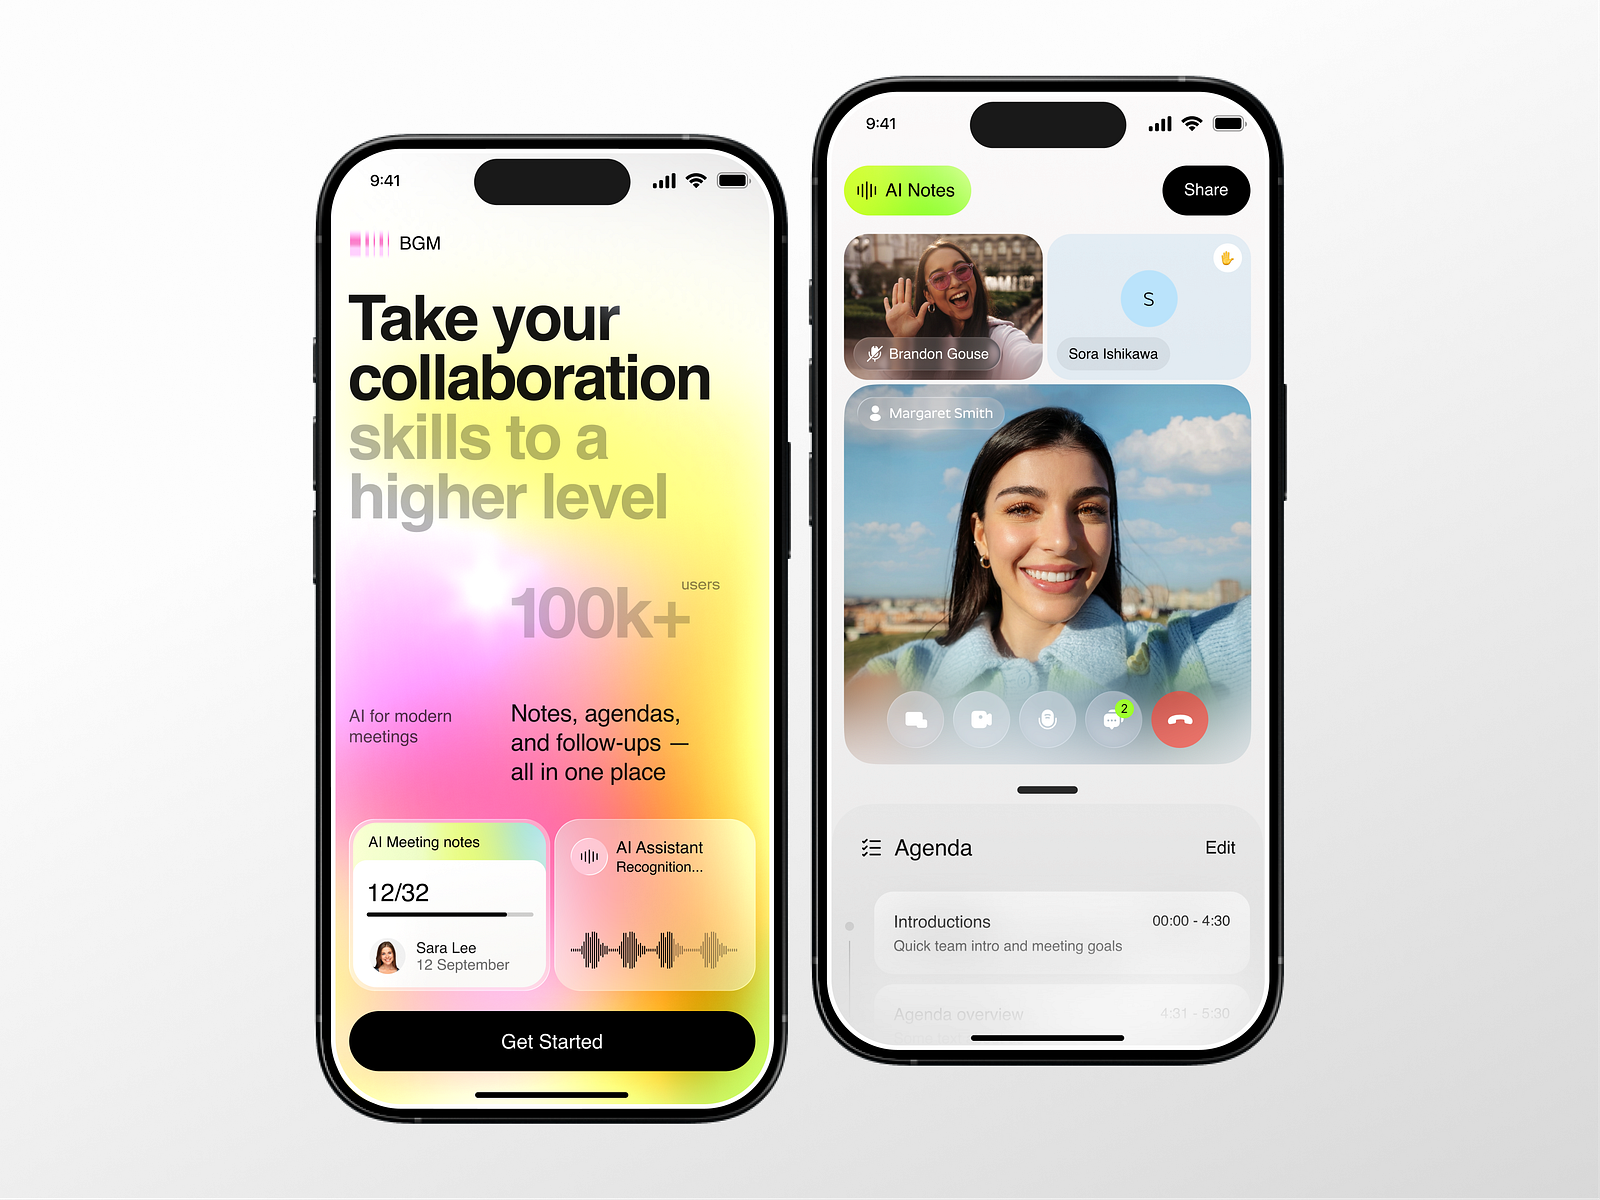 9:41
BGM
Take your
collaboration
skills to a
higher level
users
100k+
AI for modern
meetings
Notes, agendas,
and follow-ups —
all in one place
AI Meeting notes
12/32
Sara Lee
12 September
AI Assistant
Recognition...
Get Started
9:41
AI Notes
Share
Brandon Gouse
S
Sora Ishikawa
Margaret Smith
2
Agenda
Edit
Introductions
00:00 - 4:30
Quick team intro and meeting goals
Agenda overview
4:31 - 5:30